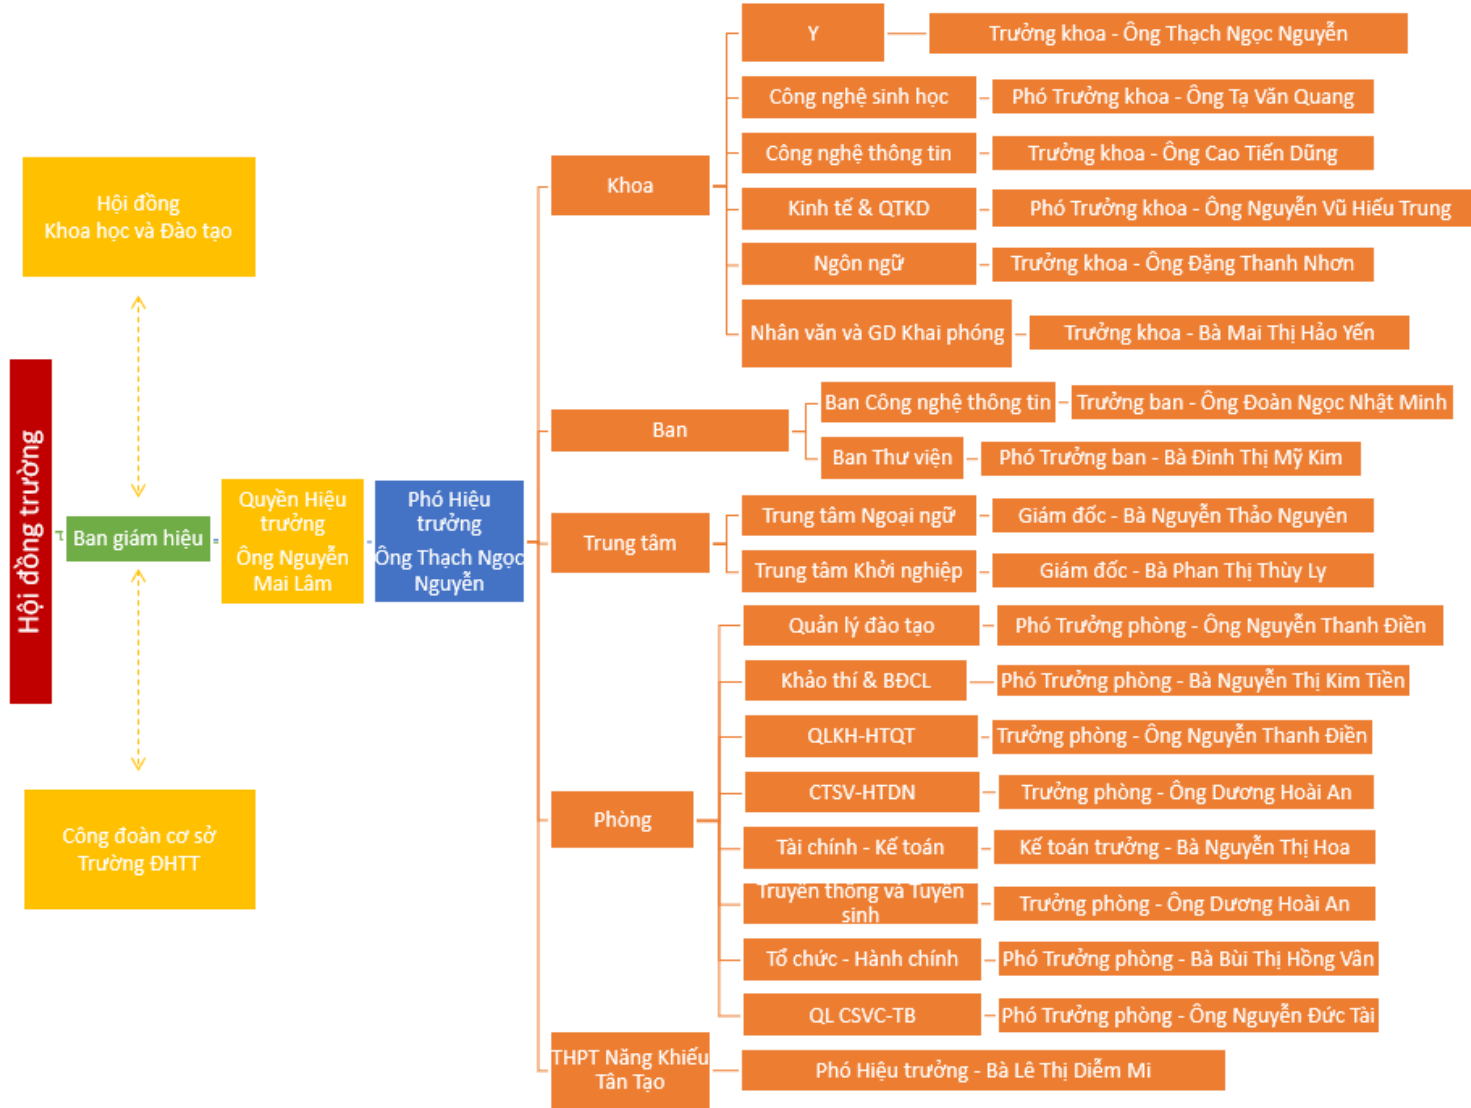 Hội đồng
Khoa học và Đào tạo
Hội đồng trường
Ban giám hiệu
Công đoàn cơ sở
Trường ĐHTT
Quyền Hiệu
trưởng
Ông Nguyễn
Mai Lâm
Phó Hiệu
trưởng
Ông Thạch Ngọc
Nguyễn
Khoa
Y
Trưởng khoa - Ông Thạch Ngọc Nguyễn
Công nghệ sinh học
Phó Trưởng khoa - Ông Tạ Văn Quang
Công nghệ thông tin
Trưởng khoa - Ông Cao Tiến Dũng
Kinh tế & QTKD
Phó Trưởng khoa - Ông Nguyễn Vũ Hiếu Trung
Ngôn ngữ
Trưởng khoa - Ông Đặng Thanh Nhơn
Nhân văn và GD Khai phóng
Trưởng khoa - Bà Mai Thị Hảo Yến
Ban
Ban Công nghệ thông tin
Trưởng ban - Ông Đoàn Ngọc Nhật Minh
Ban Thư viện
Phó Trưởng ban - Bà Đinh Thị Mỹ Kim
Trung tâm
Trung tâm Ngoại ngữ
Giám đốc - Bà Nguyễn Thảo Nguyên
Trung tâm Khởi nghiệp
Giám đốc - Bà Phan Thị Thùy Ly
Phòng
Quản lý đào tạo
Phó Trưởng phòng - Ông Nguyễn Thanh Điền
Khảo thí & BĐCL
Phó Trưởng phòng - Bà Nguyễn Thị Kim Tiền
QLKH-HTQT
Trưởng phòng - Ông Nguyễn Thanh Điền
CTSV-HTDN
Trưởng phòng - Ông Dương Hoài An
Tài chính - Kế toán
Kế toán trưởng - Bà Nguyễn Thị Hoa
Truyền thông và Tuyển
sinh
Trưởng phòng - Ông Dương Hoài An
Tổ chức - Hành chính
Phó Trưởng phòng - Bà Bùi Thị Hồng Vân
QL CSVC-TB
Phó Trưởng phòng - Ông Nguyễn Đức Tài
THPT Năng Khiếu
Tân Tạo
Phó Hiệu trưởng - Bà Lê Thị Diễm Mi